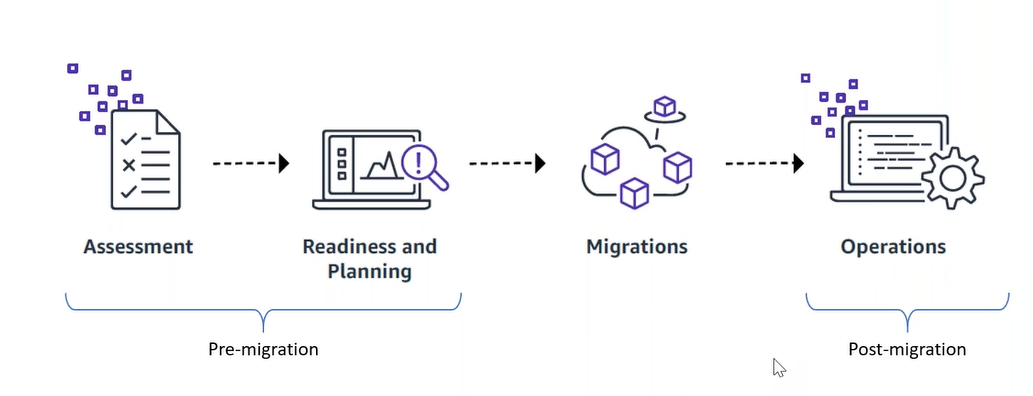 Assessment
Readiness and
Planning
Migrations
Operations
Pre-migration
Post-migration